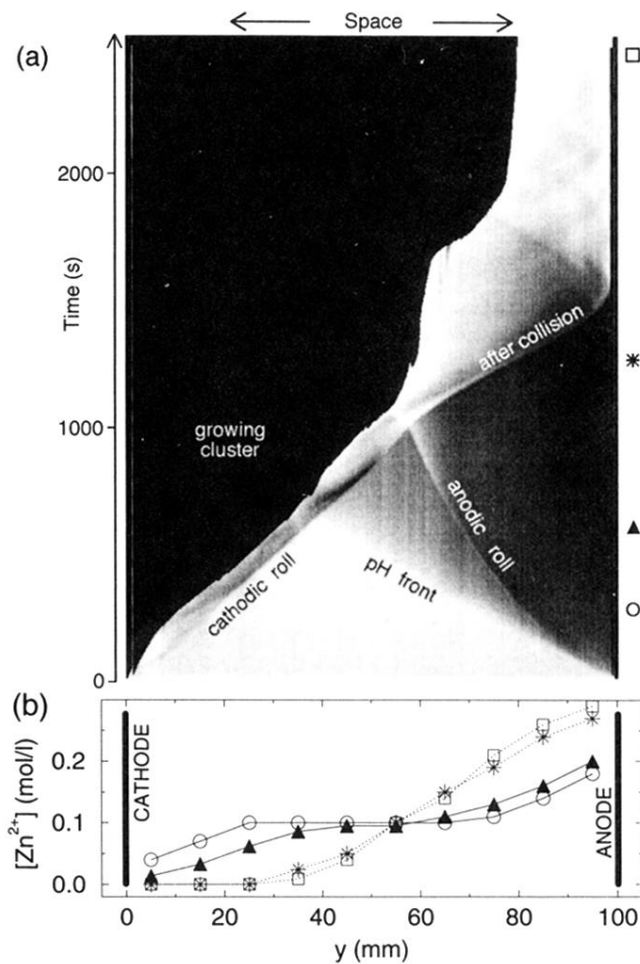 Space
(a)
2000
Time (s)
1000
0
growing
cluster
cathodic roll
pH front
anodic roll
after collision
(b)
[Zn2+] (mol/l)
0.2
0.1
0.0
CATHODE
ANODE
0
20
40
60
80
100
y (mm)